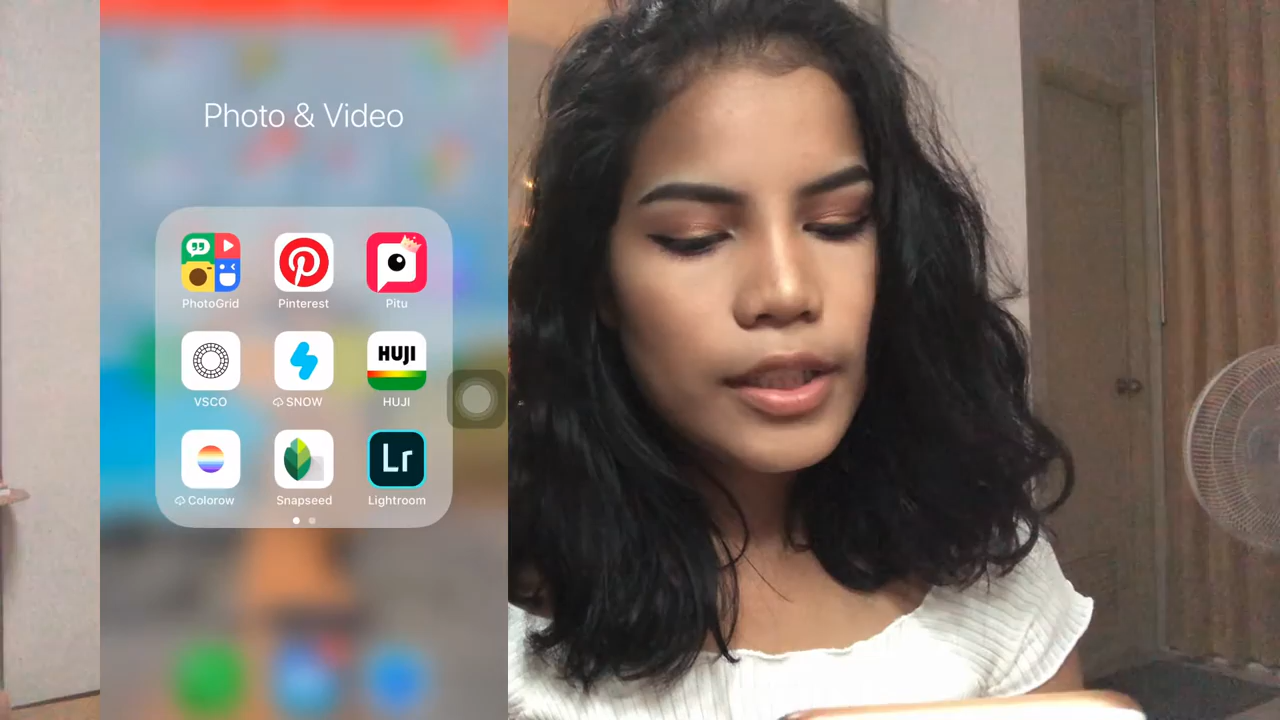 Photo & Video
PhotoGrid
Pinterest
Pitu
VSCO
SNOW
HUJI
HUJI
Colorow
Snapseed
Lr
Lightroom